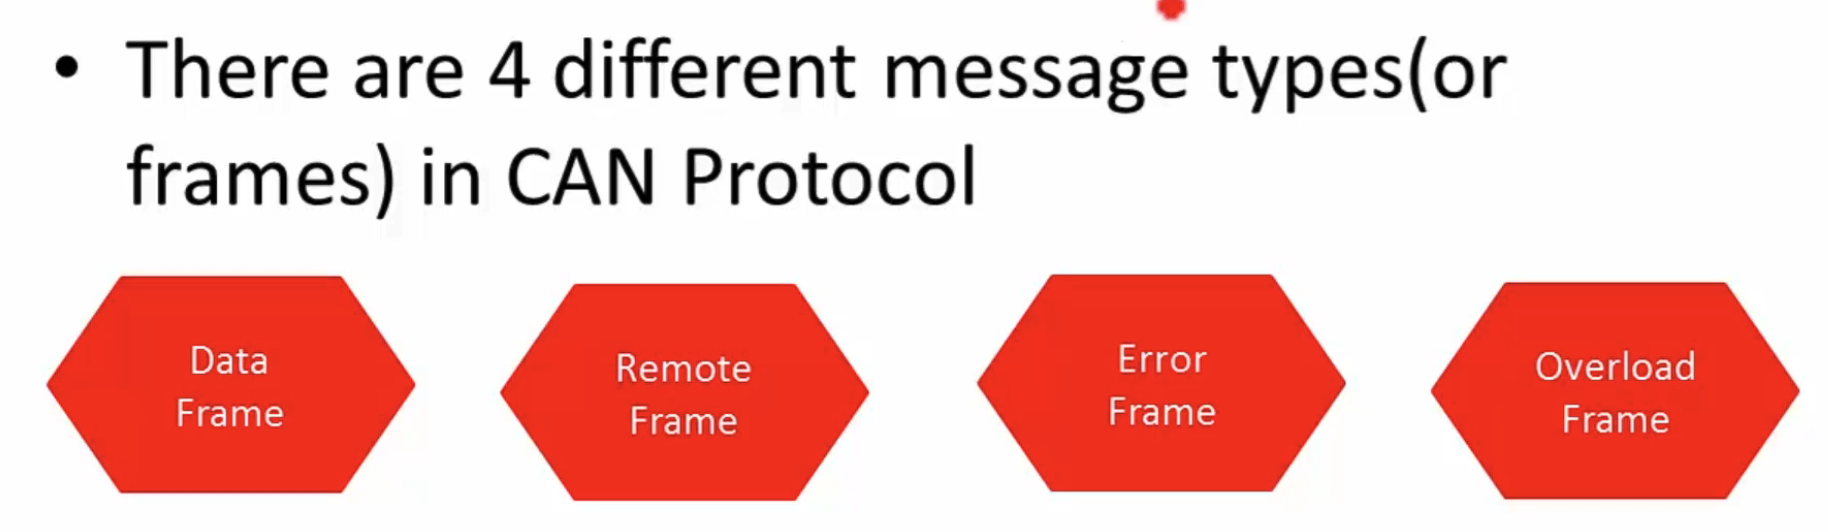 • There are 4 different message types(or
frames) in CAN Protocol
Data
Frame
Remote
Frame
Error
Frame
Overload
Frame